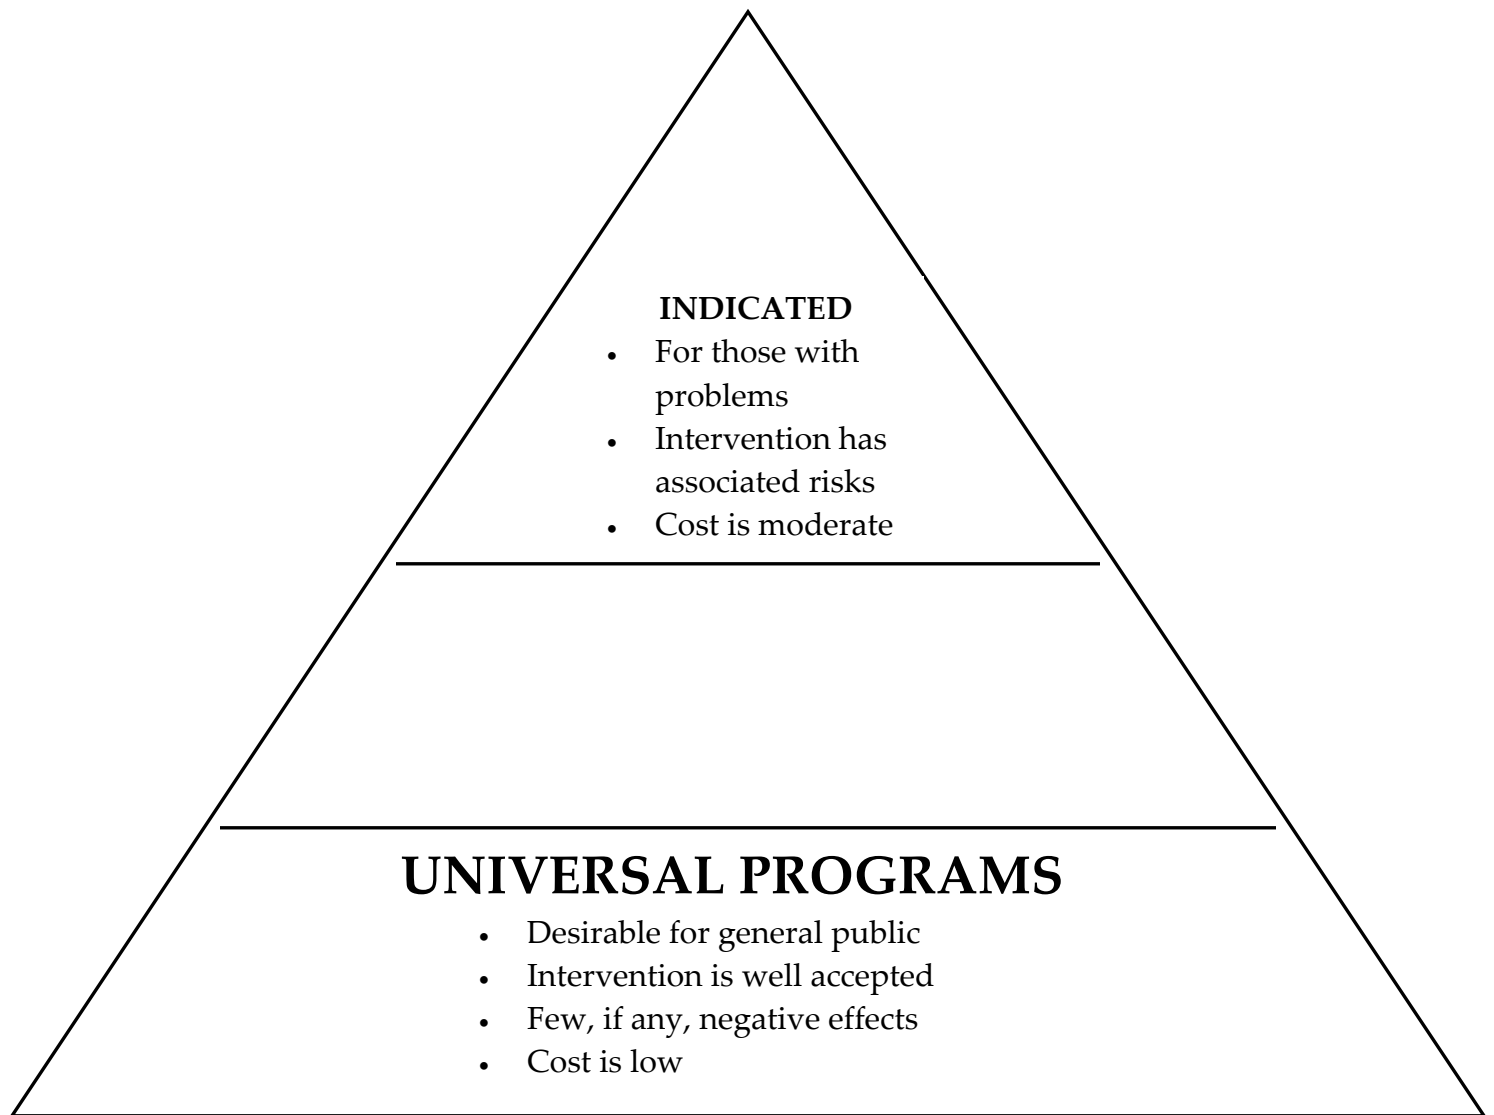 INDICATED
• For those with
problems
• Intervention has
associated risks
• Cost is moderate
UNIVERSAL PROGRAMS
• Desirable for general public
• Intervention is well accepted
• Few, if any, negative effects
• Cost is low